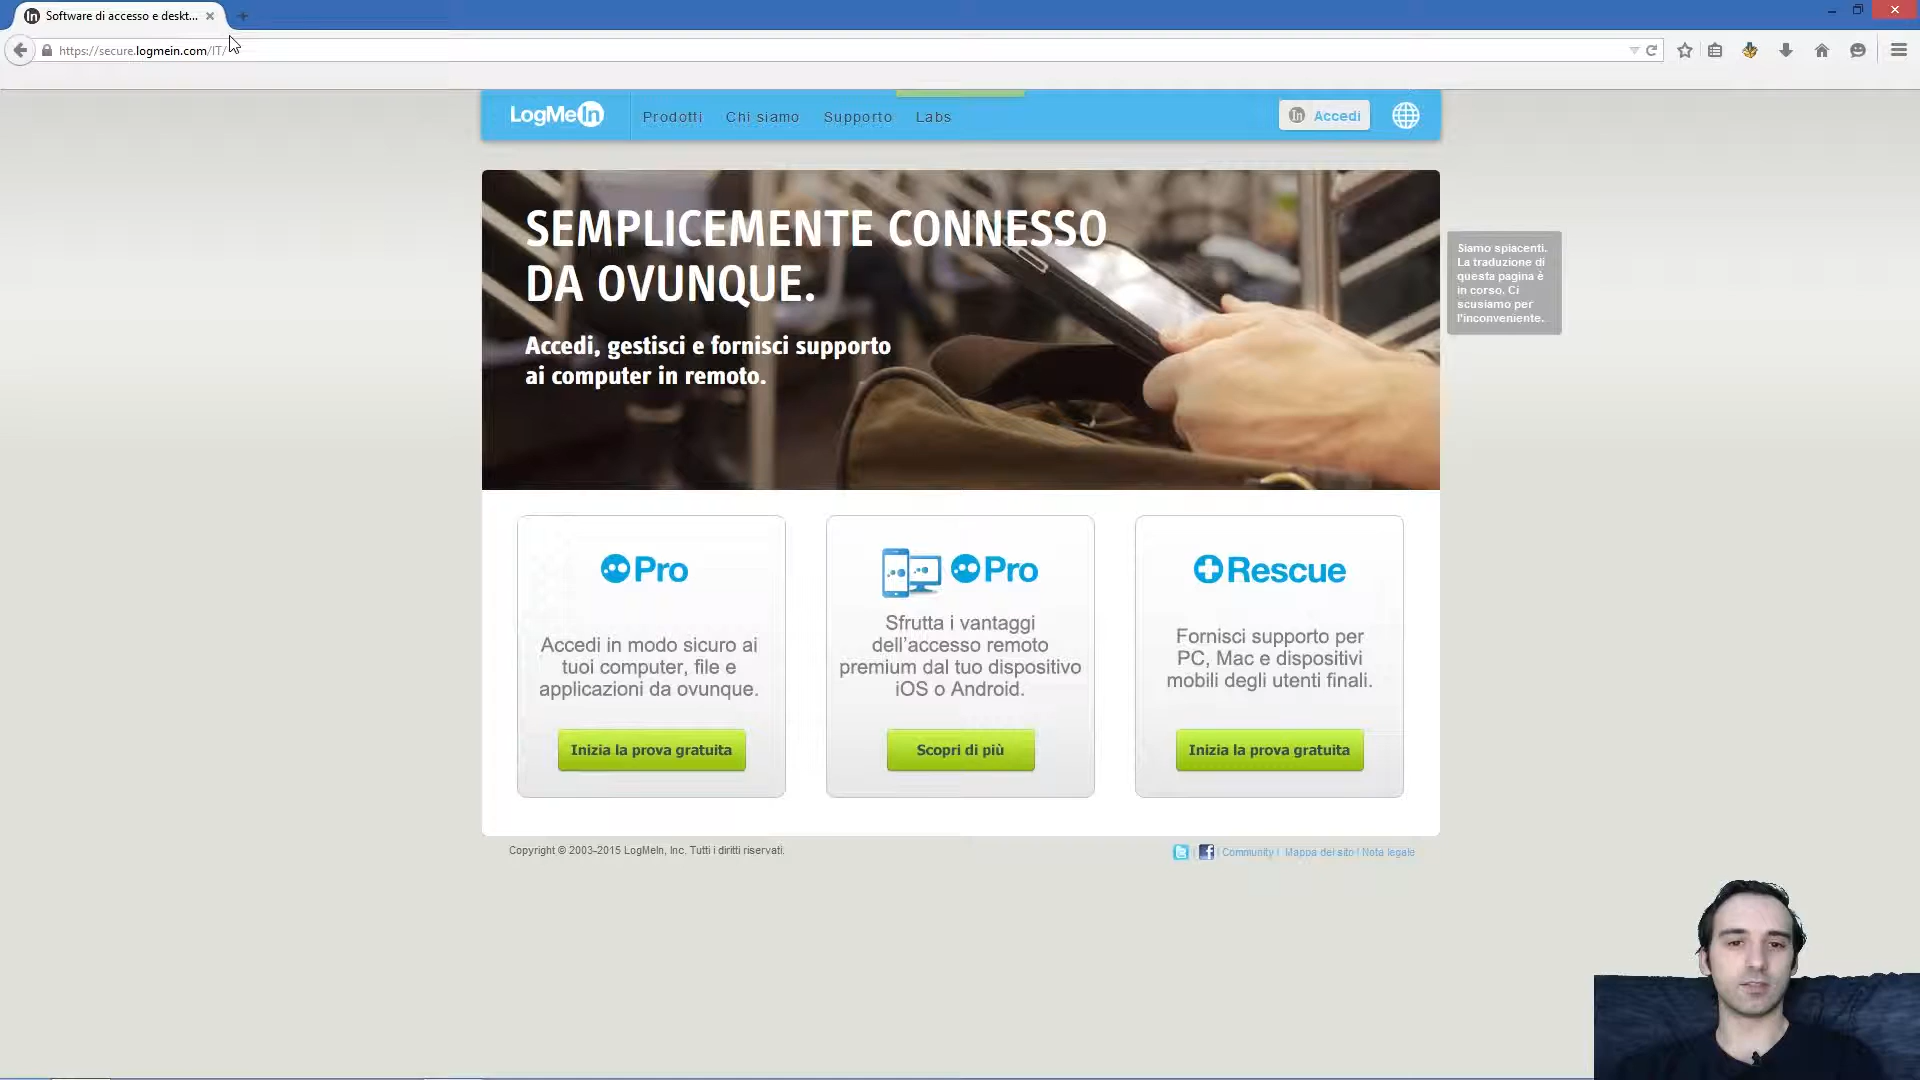 in Software di accesso e deskt...
https://secure.logmein.com/IT/
LogMeIn
Prodotti
Chi siamo
Supporto
Labs
in Accedi
SEMPLICEMENTE CONNESSO
DA OVUNQUE.
Accedi, gestisci e fornisci supporto
ai computer in remoto.
Siamo spiacenti.
La traduzione di
questa pagina è
in corso. Ci
scusiamo per
l'inconveniente.
Pro
Accedi in modo sicuro ai
tuoi computer, file e
applicazioni da ovunque.
Inizia la prova gratuita
Pro
Sfrutta i vantaggi
dell'accesso remoto
premium dal tuo dispositivo
iOS o Android.
Scopri di più
Rescue
Fornisci supporto per
PC, Mac e dispositivi
mobili degli utenti finali.
Inizia la prova gratuita
Copyright © 2003-2015 LogMeIn, Inc. Tutti i diritti riservati.
| Community | Mappa del sito | Nota legale